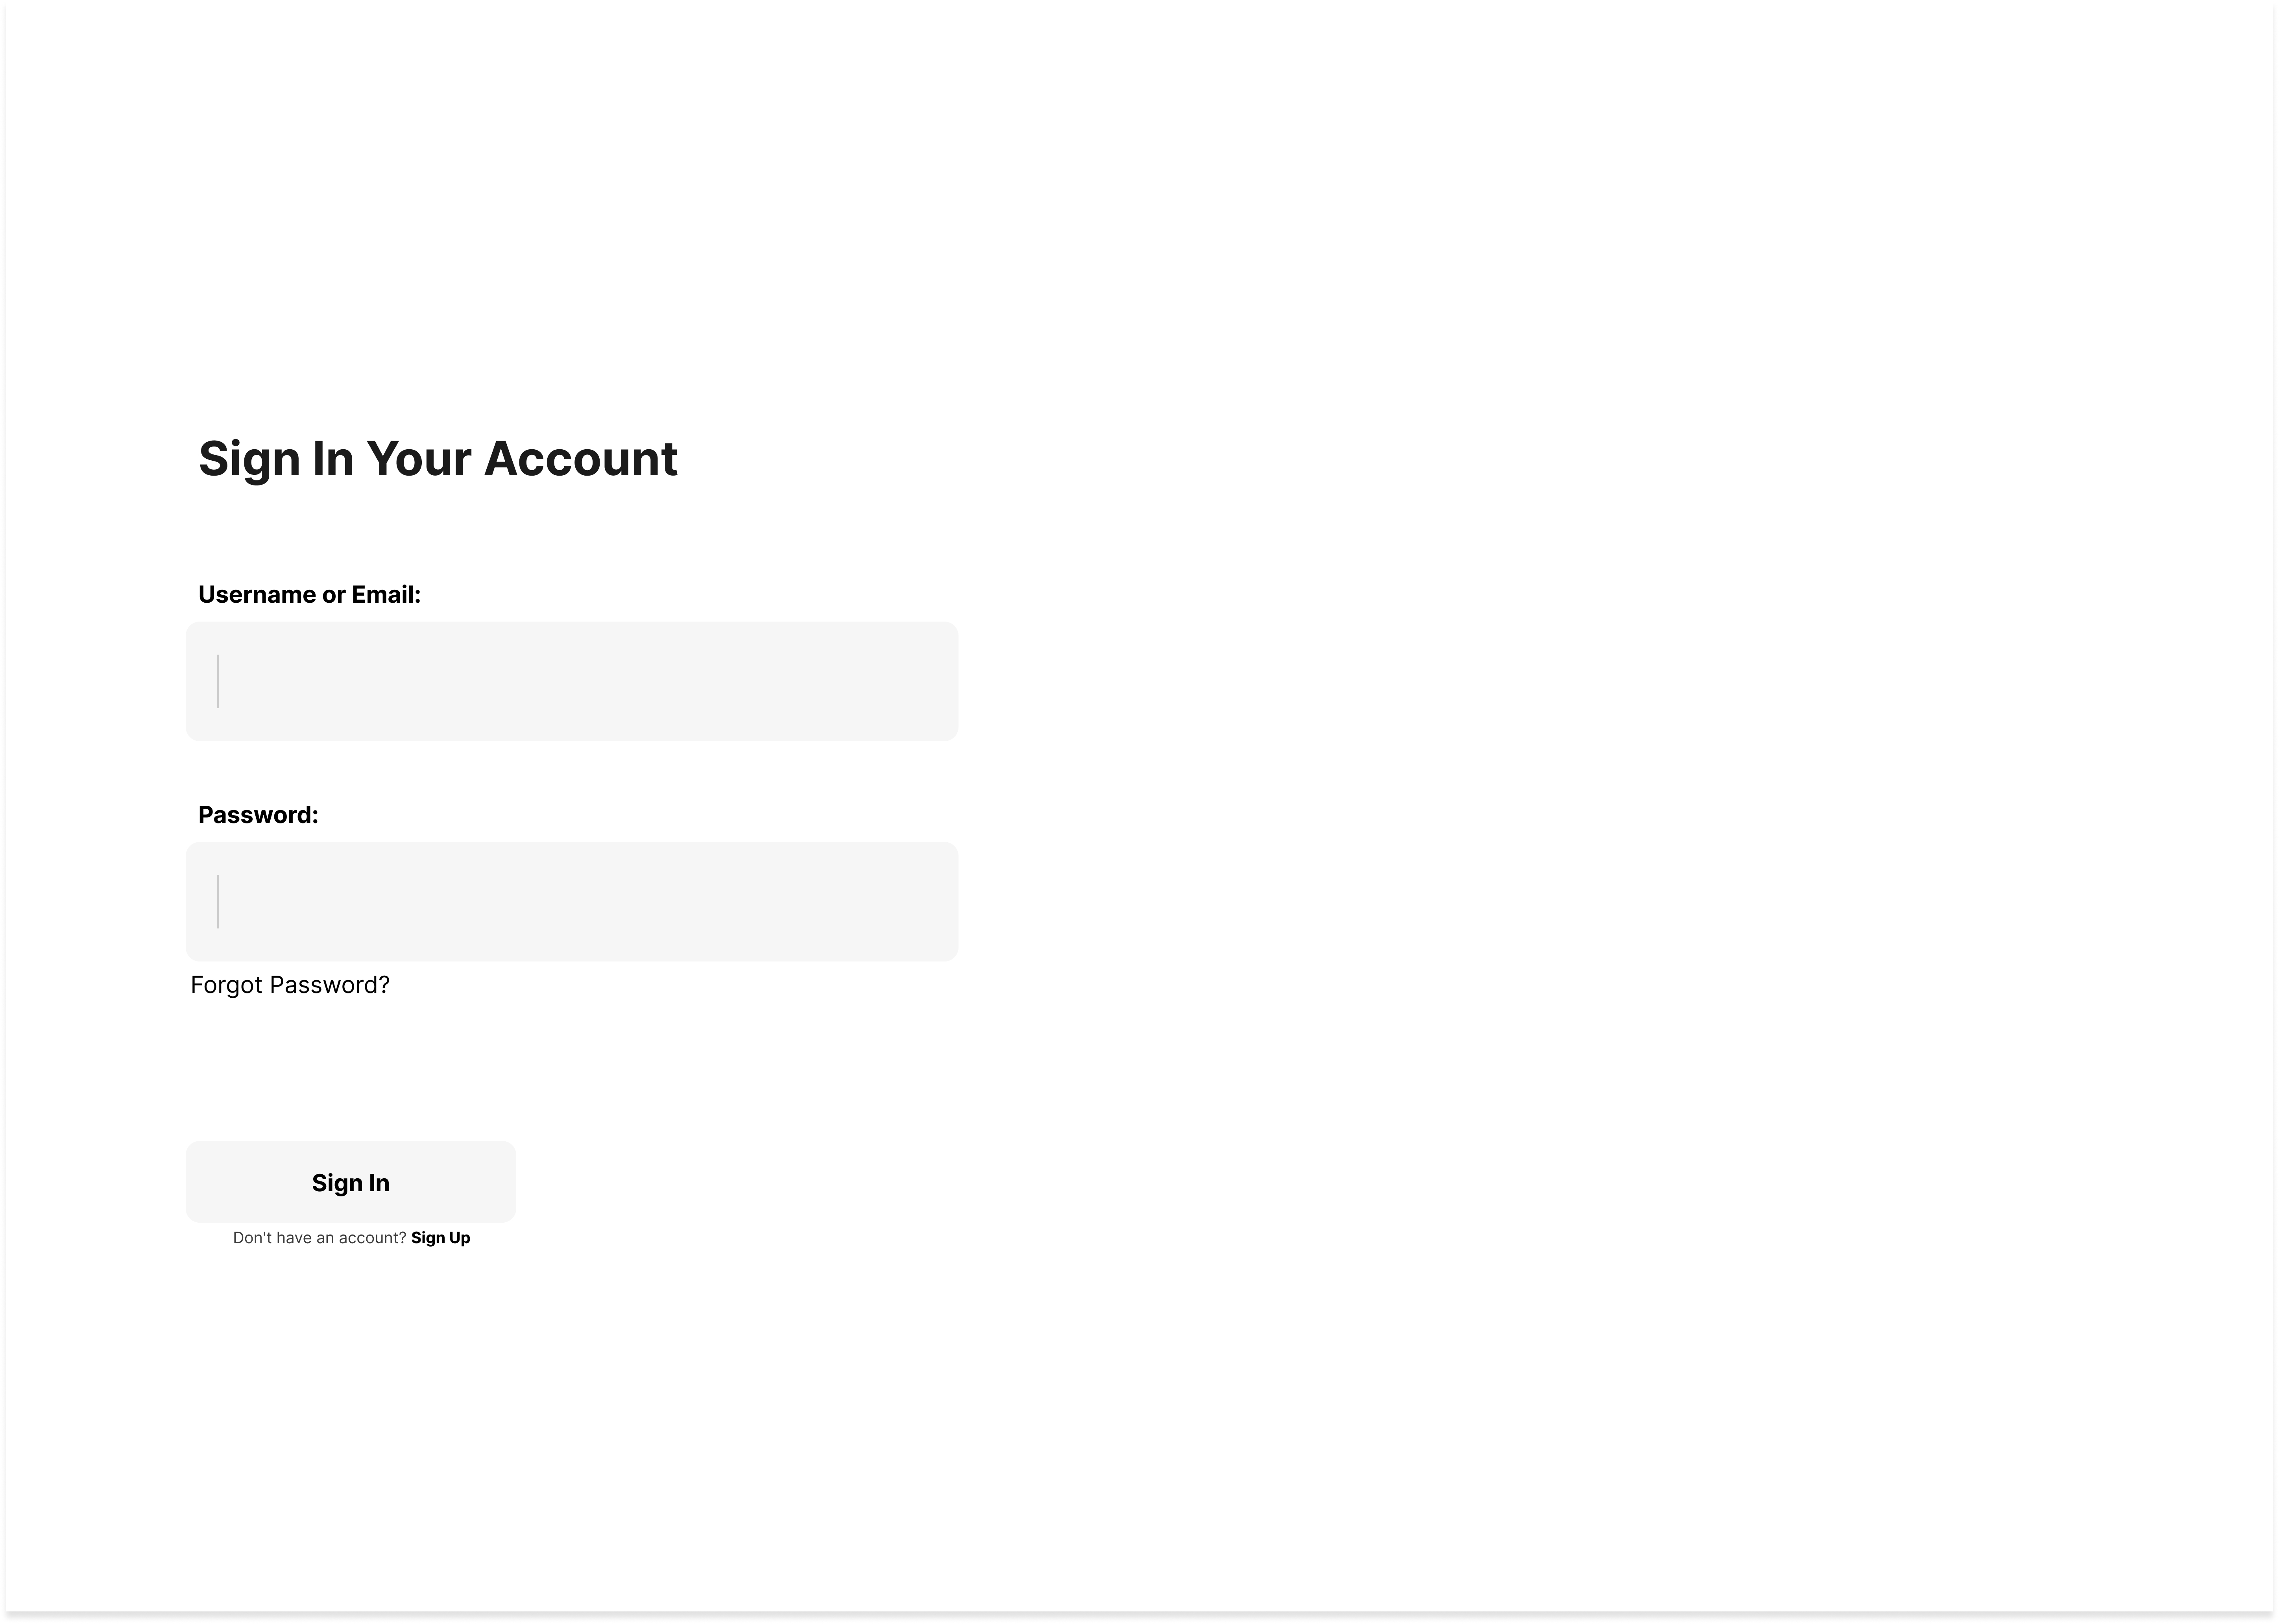 Sign In Your Account
Username or Email:
Password:
Forgot Password?
Sign In
Don't have an account? Sign Up